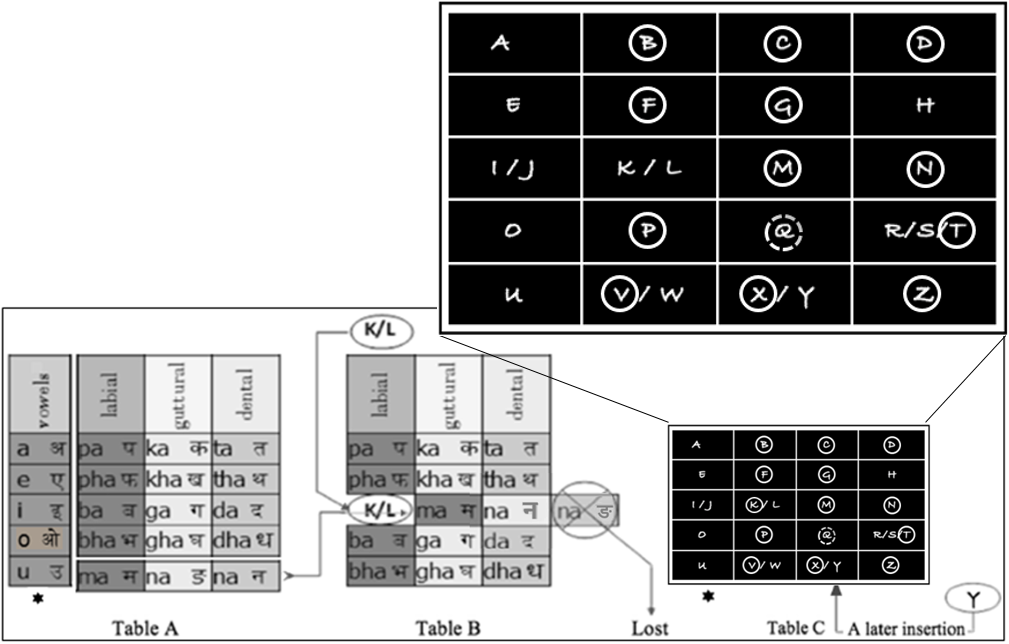 A B C D
E F G H
I/J K / L M N
O P Q R/S/T
U V/ W X/ Y Z
vowels labial guttural dental
a अ pa प ka क ta त
e ए pha फ kha ख tha थ
i इ ba व ga ग da द
o ओ bha भ gha घ dha ध
u उ ma म na ङ na न
Table A
K/L
labial guttural dental
pa प ka क ta त
pha फ kha ख tha थ
K/L ma म na न na ङ
ba व ga ग da द
bha भ gha घ dha ध
Table B
Lost
A B C D
E F G H
I/J K/ L M N
O P Q R/S/T
U V/ W X/ Y Z
Table C
A later insertion
Y